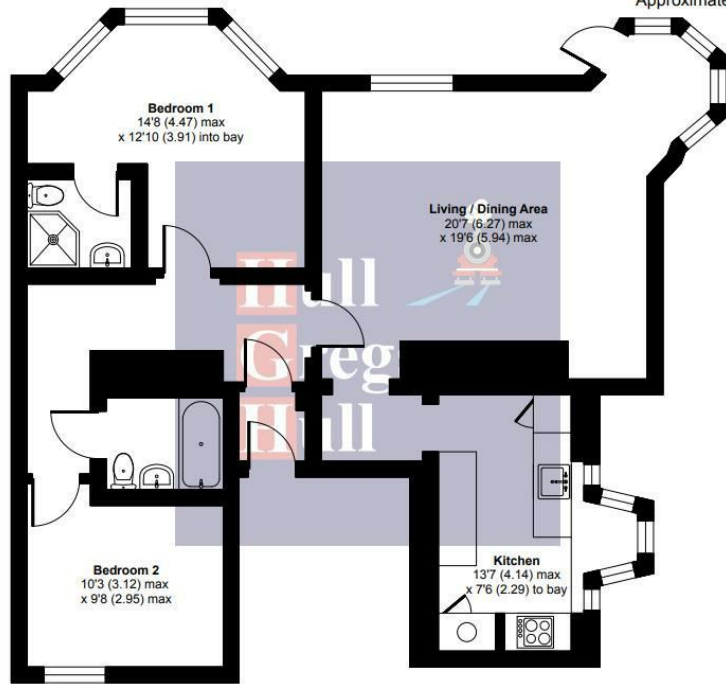 Approximate
Bedroom 1
14'8 (4.47) max
x 12'10 (3.91) into bay
Living / Dining Area
20'7 (6.27) max
x 19'6 (5.94) max
Hull
Greg
Hull
Bedroom 2
10'3 (3.12) max
x 9'8 (2.95) max
Kitchen
13'7 (4.14) max
x 7'6 (2.29) to bay